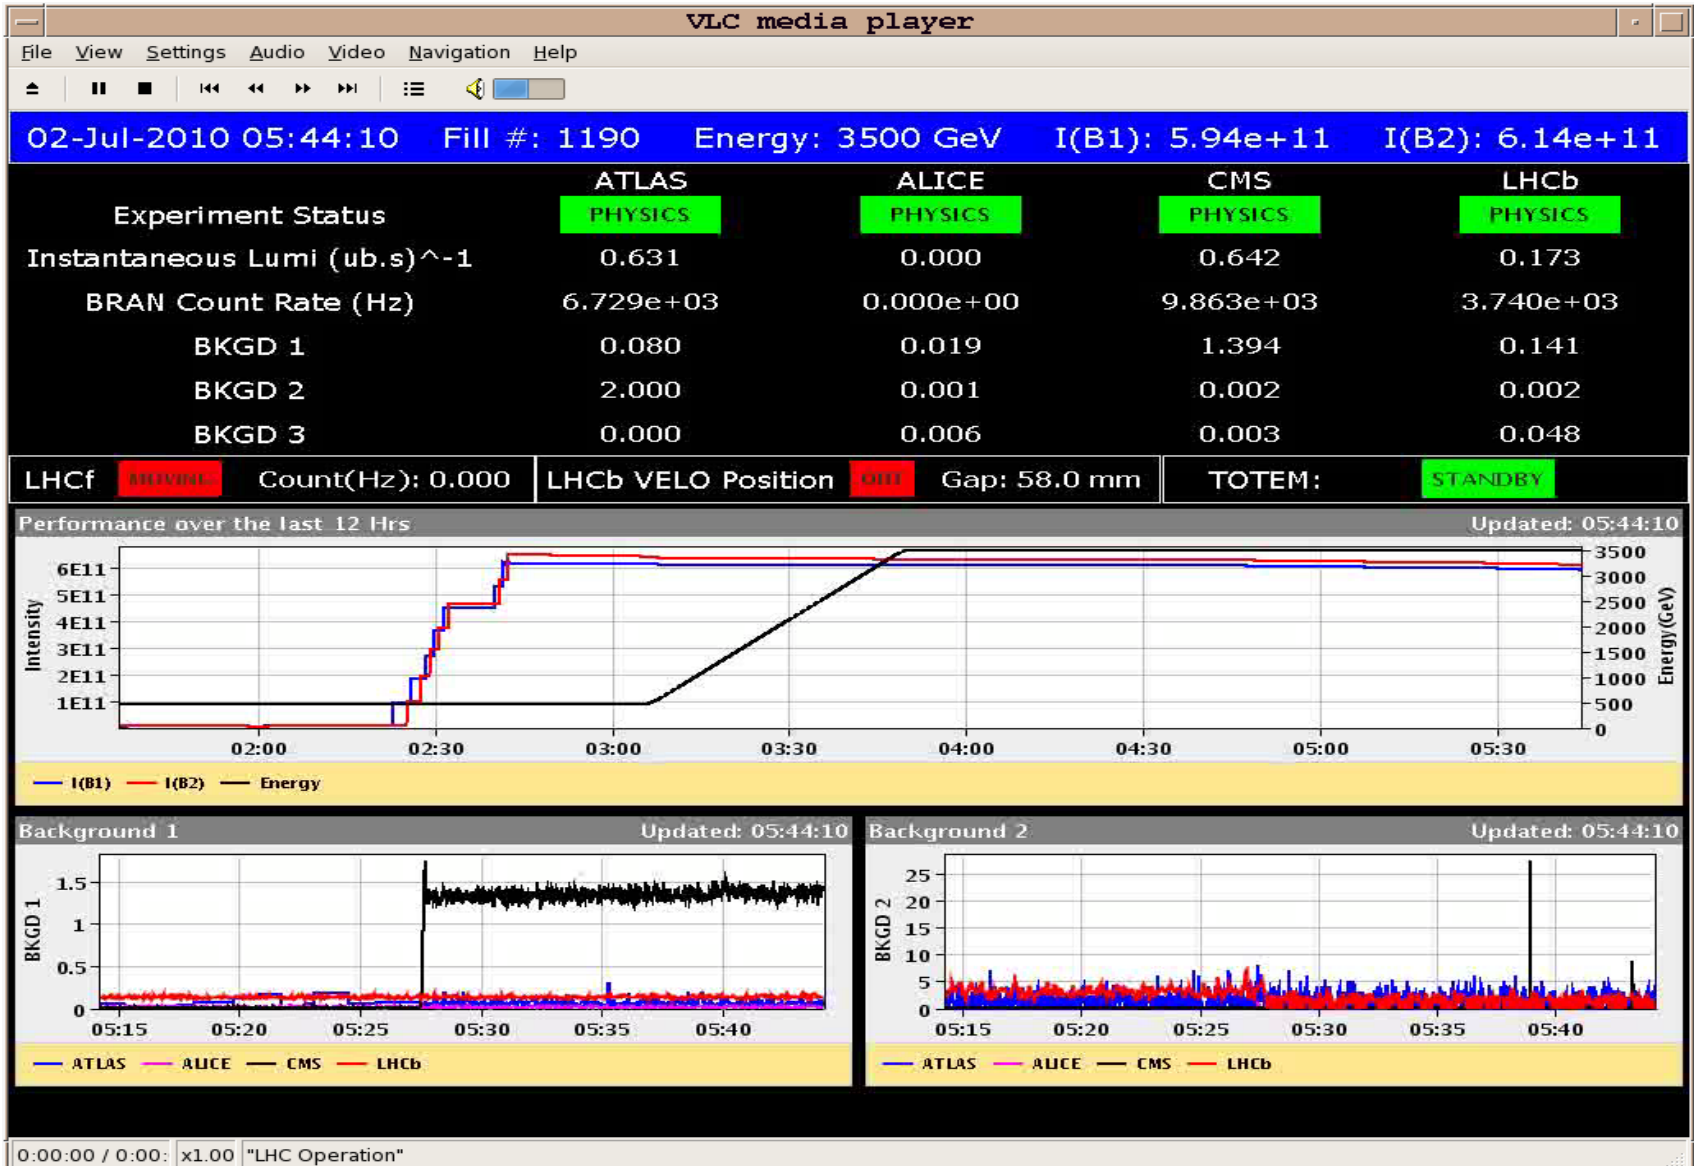 VLC media player
File View Settings Audio Video Navigation Help
02-Jul-2010 05:44:10 Fill #: 1190 Energy: 3500 GeV I(B1): 5.94e+11 I(B2): 6.14e+11
ATLAS ALICE CMS LHCb
Experiment Status PHYSICS PHYSICS PHYSICS PHYSICS
Instantaneous Lumi (ub.s)^-1 0.631 0.000 0.642 0.173
BRAN Count Rate (Hz) 6.729e+03 0.000e+00 9.863e+03 3.740e+03
BKGD 1 0.080 0.019 1.394 0.141
BKGD 2 2.000 0.001 0.002 0.002
BKGD 3 0.000 0.006 0.003 0.048
LHCf MOVING Count(Hz): 0.000 LHCb VELO Position OUT Gap: 58.0 mm TOTEM: STANDBY
Performance over the last 12 Hrs Updated: 05:44:10
Intensity
6E11
5E11
4E11
3E11
2E11
1E11
3500
3000
2500
2000
1500
1000
500
0
Energy(GeV)
02:00 02:30 03:00 03:30 04:00 04:30 05:00 05:30
I(B1) I(B2) Energy
Background 1 Updated: 05:44:10
BKGD 1
1.5
1
0.5
0
05:15 05:20 05:25 05:30 05:35 05:40
ATLAS ALICE CMS LHCb
Background 2 Updated: 05:44:10
BKGD 2
25
20
15
10
5
0
05:15 05:20 05:25 05:30 05:35 05:40
ATLAS ALICE CMS LHCb
0:00:00 / 0:00: x1.00 "LHC Operation"